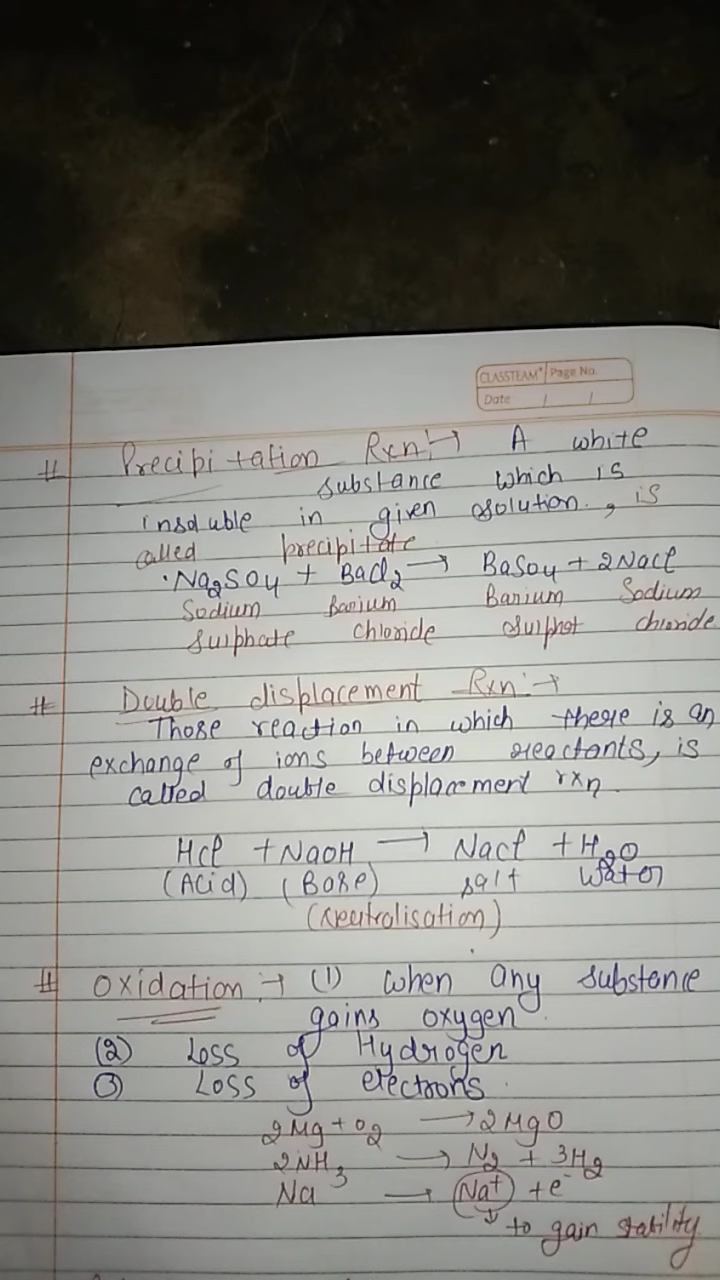 CLASSTEAM Page No.
Date / /
# Precipitation Rxn:→ A white
substance which is
insoluble in given solution, is
called precipitate
Na₂SO₄ + BaCl₂ → BaSO₄ + 2NaCl
Sodium Barium Barium Sodium
Sulphate Chloride Sulphat chloride
# Double displacement Rxn:→
Those reaction in which there is an
exchange of ions between reactants, is
called double displacement rxn.
HCl + NaOH → NaCl + H₂O
(Acid) (Base) salt water
(Neutralisation)
# Oxidation:→ (1) when any substence
gains oxygen.
(2) Loss of Hydrogen
(3) Loss of electrons.
2Mg + O₂ → 2MgO
2NH₃ → N₂ + 3H₂
Na → Na⁺ + e⁻
↓ to gain stability